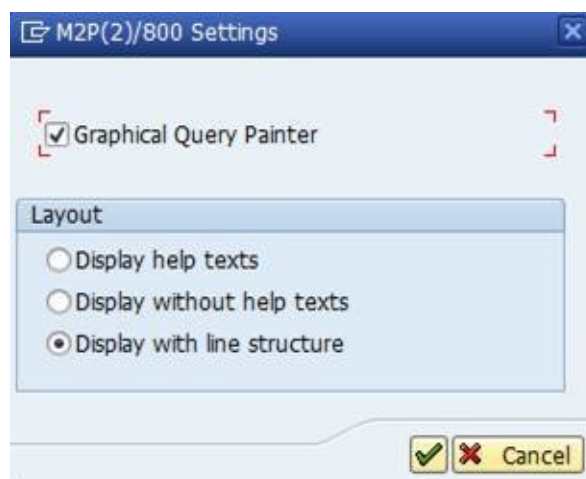 M2P(2)/800 Settings
Graphical Query Painter
Layout
Display help texts
Display without help texts
Display with line structure
Cancel